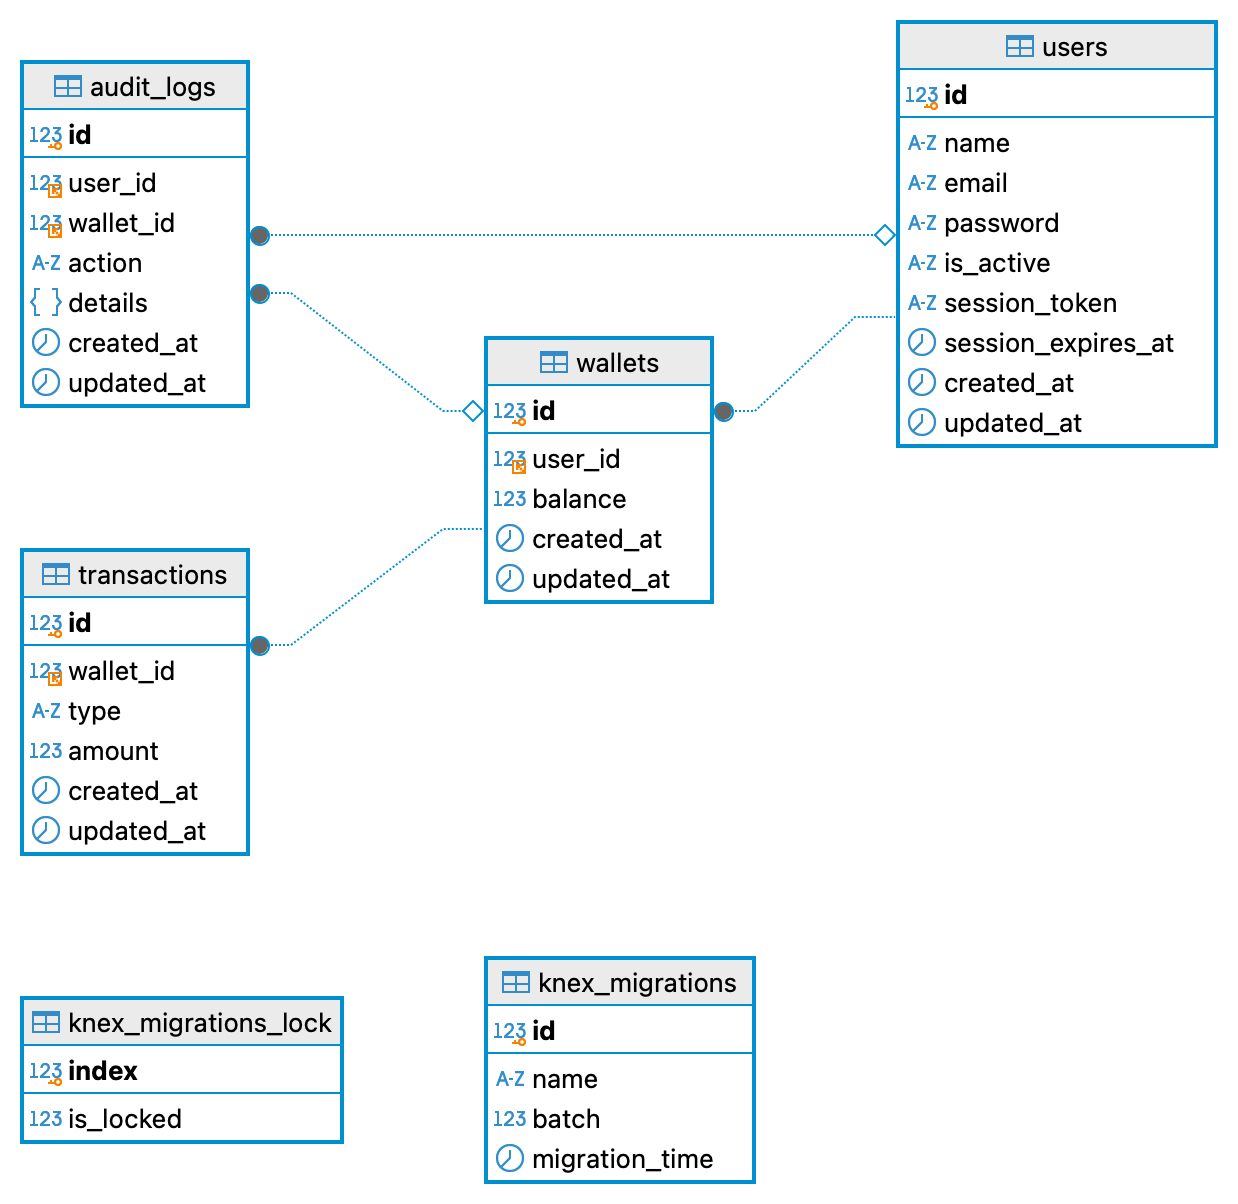 audit_logs
123 id
123 user_id
123 wallet_id
A-Z action
{ } details
created_at
updated_at
users
123 id
A-Z name
A-Z email
A-Z password
A-Z is_active
A-Z session_token
session_expires_at
created_at
updated_at
wallets
123 id
123 user_id
123 balance
created_at
updated_at
transactions
123 id
123 wallet_id
A-Z type
123 amount
created_at
updated_at
knex_migrations_lock
123 index
123 is_locked
knex_migrations
123 id
A-Z name
123 batch
migration_time